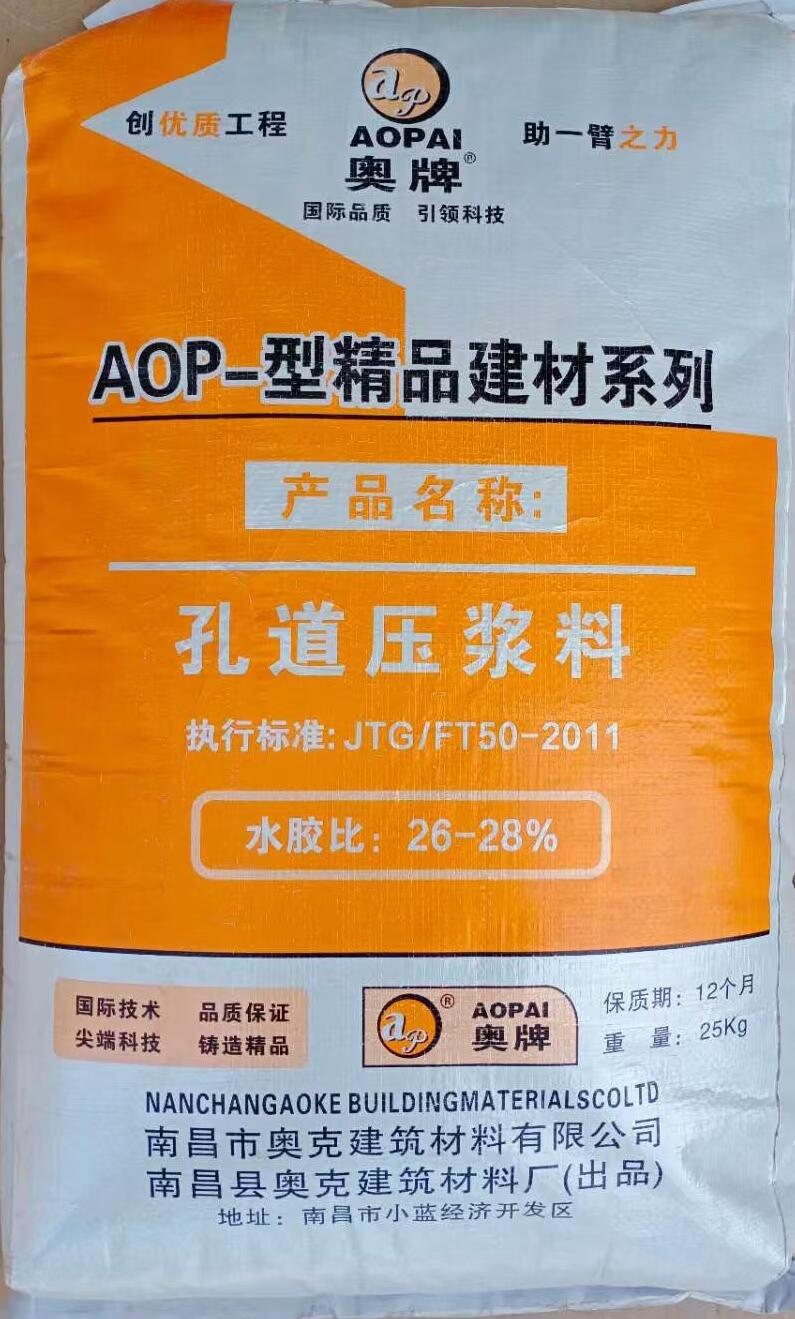 创优质工程
ap
AOPAI
奥牌®
助一臂之力
国际品质 引领科技
AOP-型精品建材系列
产品名称:
孔道压浆料
执行标准:JTG/FT50-2011
水胶比: 26-28%
国际技术 品质保证
尖端科技 铸造精品
ap ®
AOPAI
奥牌
保质期: 12个月
重 量: 25Kg
NANCHANGAOKE BUILDINGMATERIALSCOLTD
南昌市奥克建筑材料有限公司
南昌县奥克建筑材料厂(出品)
地址: 南昌市小蓝经济开发区